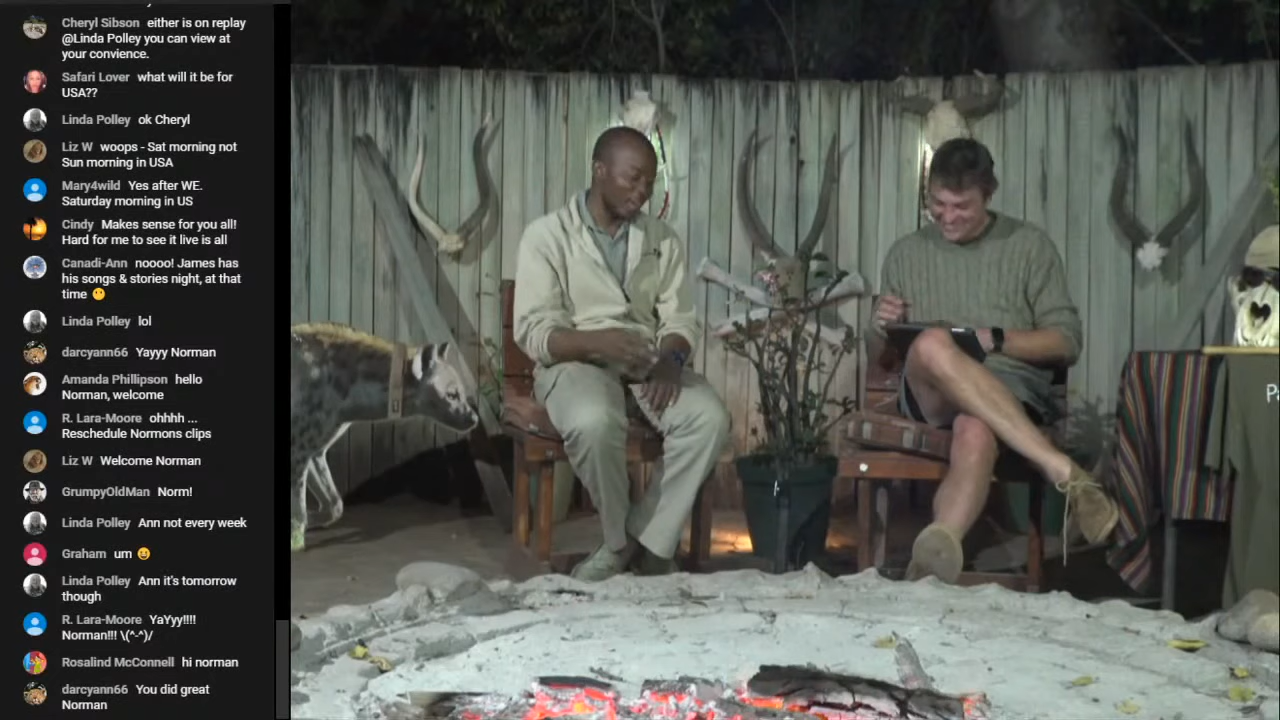 Cheryl Sibson either is on replay
@Linda Polley you can view at
your convience.
Safari Lover what will it be for
USA??
Linda Polley ok Cheryl
Liz W woops - Sat morning not
Sun morning in USA
Mary4wild Yes after WE.
Saturday morning in US
Cindy Makes sense for you all!
Hard for me to see it live is all
Canadi-Ann noooo! James has
his songs & stories night, at that
time 😶
Linda Polley lol
darcyann66 Yayyy Norman
Amanda Phillipson hello
Norman, welcome
R. Lara-Moore ohhhh ...
Reschedule Normons clips
Liz W Welcome Norman
GrumpyOldMan Norm!
Linda Polley Ann not every week
Graham um 😉
Linda Polley Ann it's tomorrow
though
R. Lara-Moore YaYyy!!!!
Norman!!! \(^-^)/
Rosalind McConnell hi norman
darcyann66 You did great
Norman